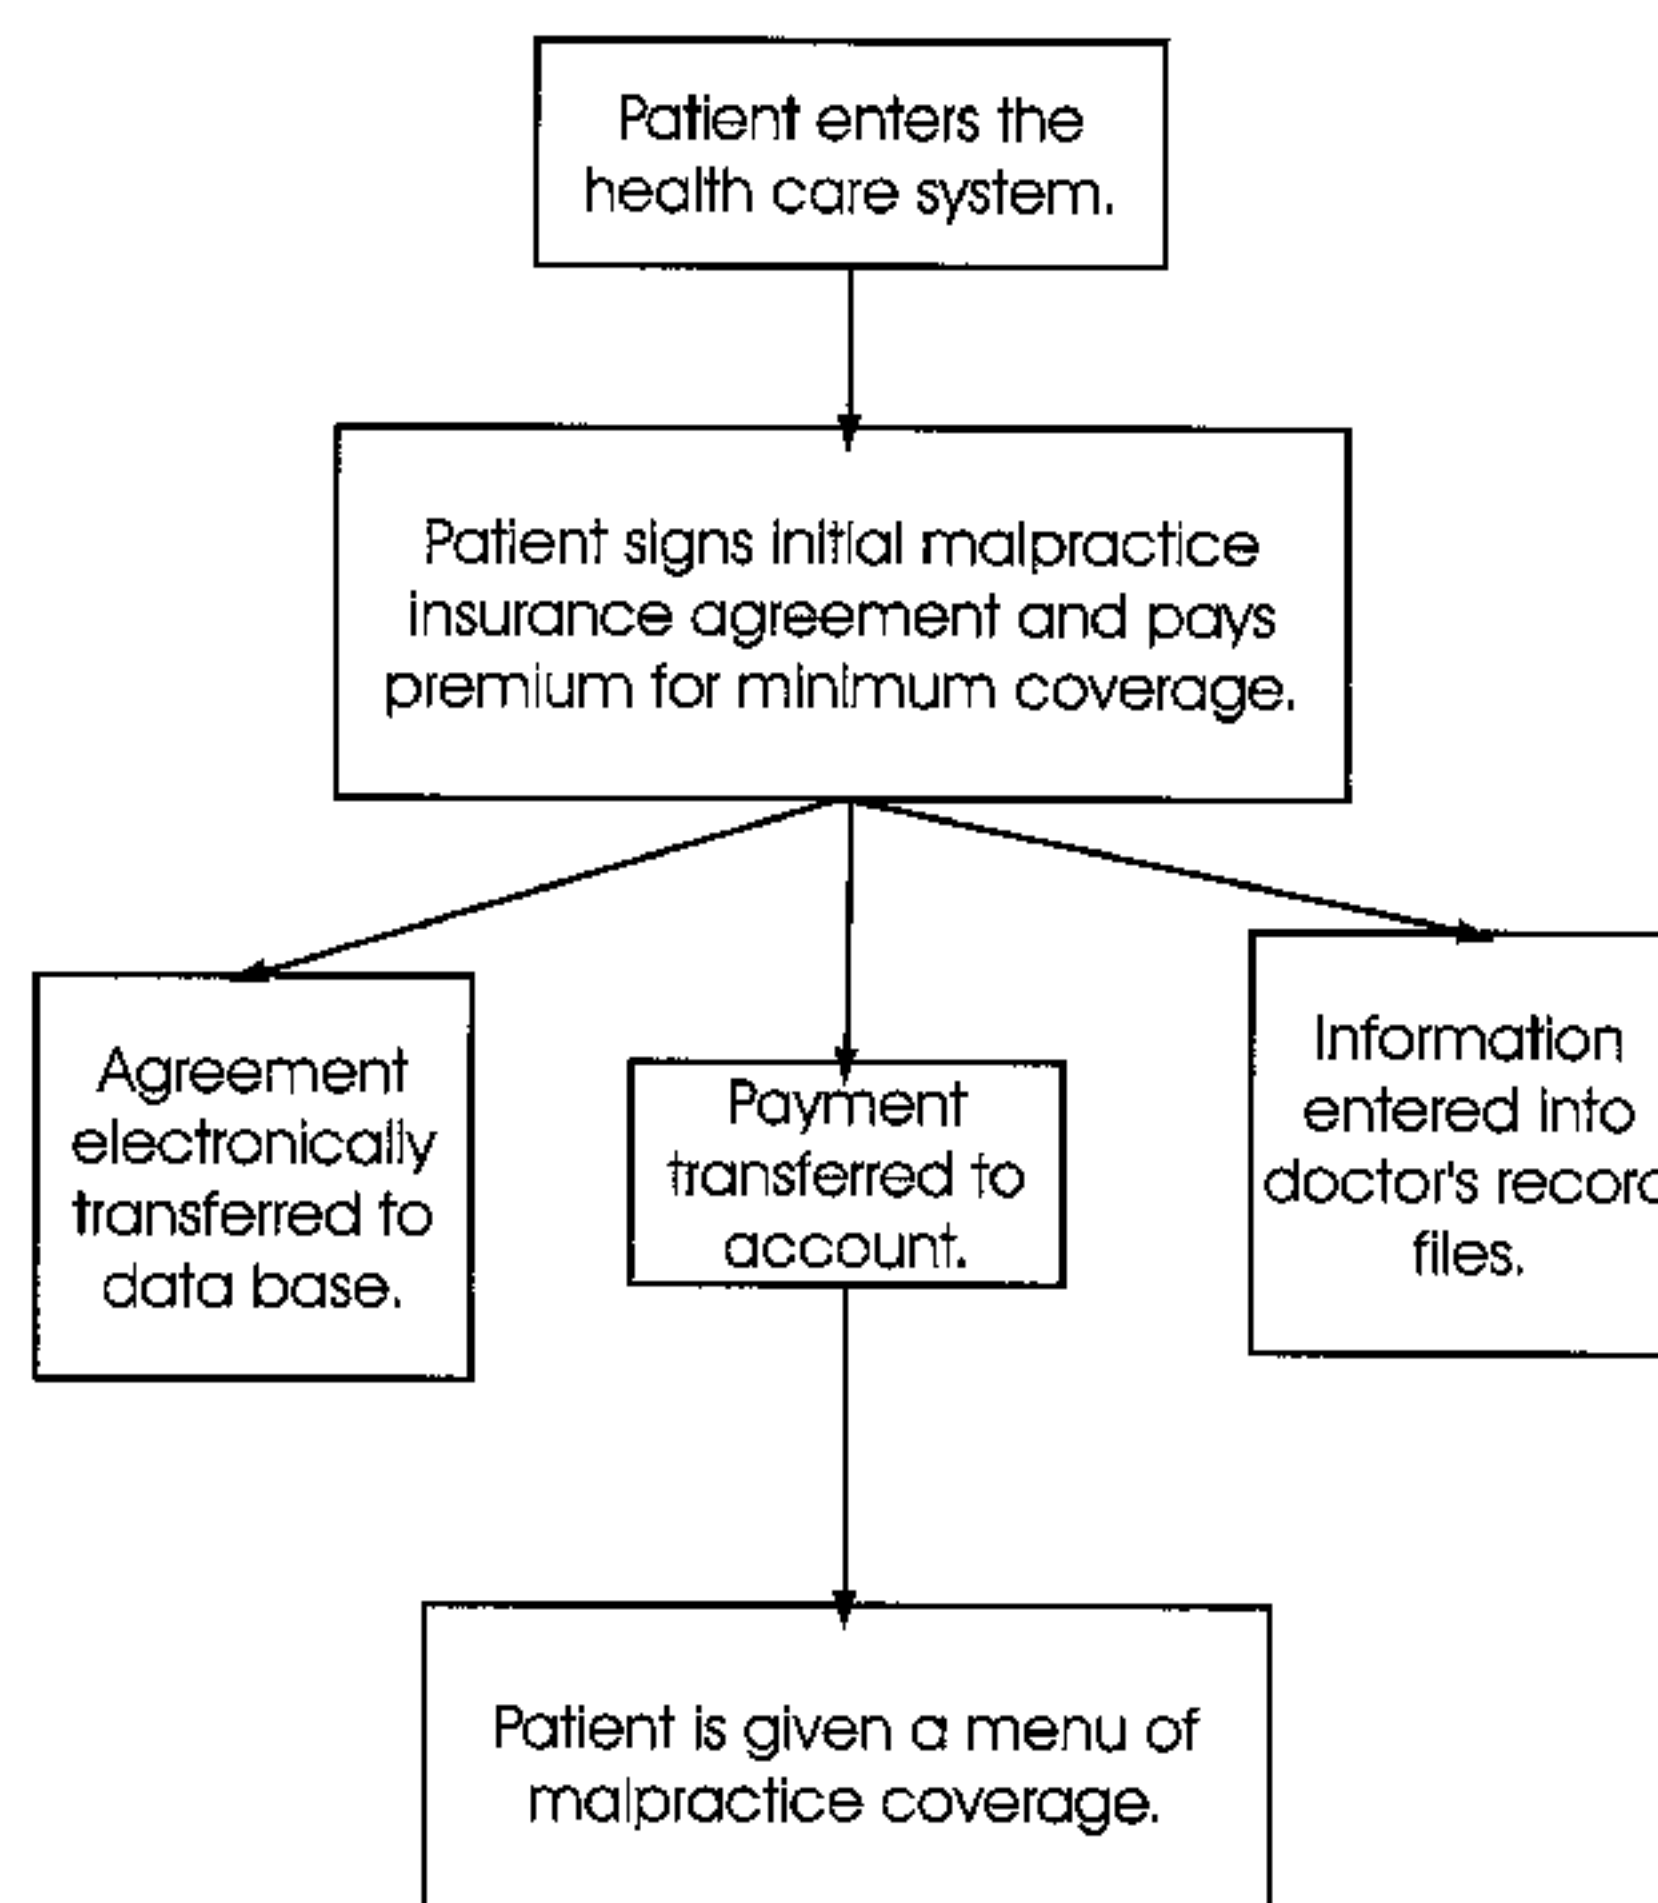 Patient enters the
health care system.
Patient signs initial malpractice
insurance agreement and pays
premium for minimum coverage.
Agreement
electronically
transferred to
data base.
Payment
transferred to
account.
Information
entered into
doctor's record
files.
Patient is given a menu of
malpractice coverage.